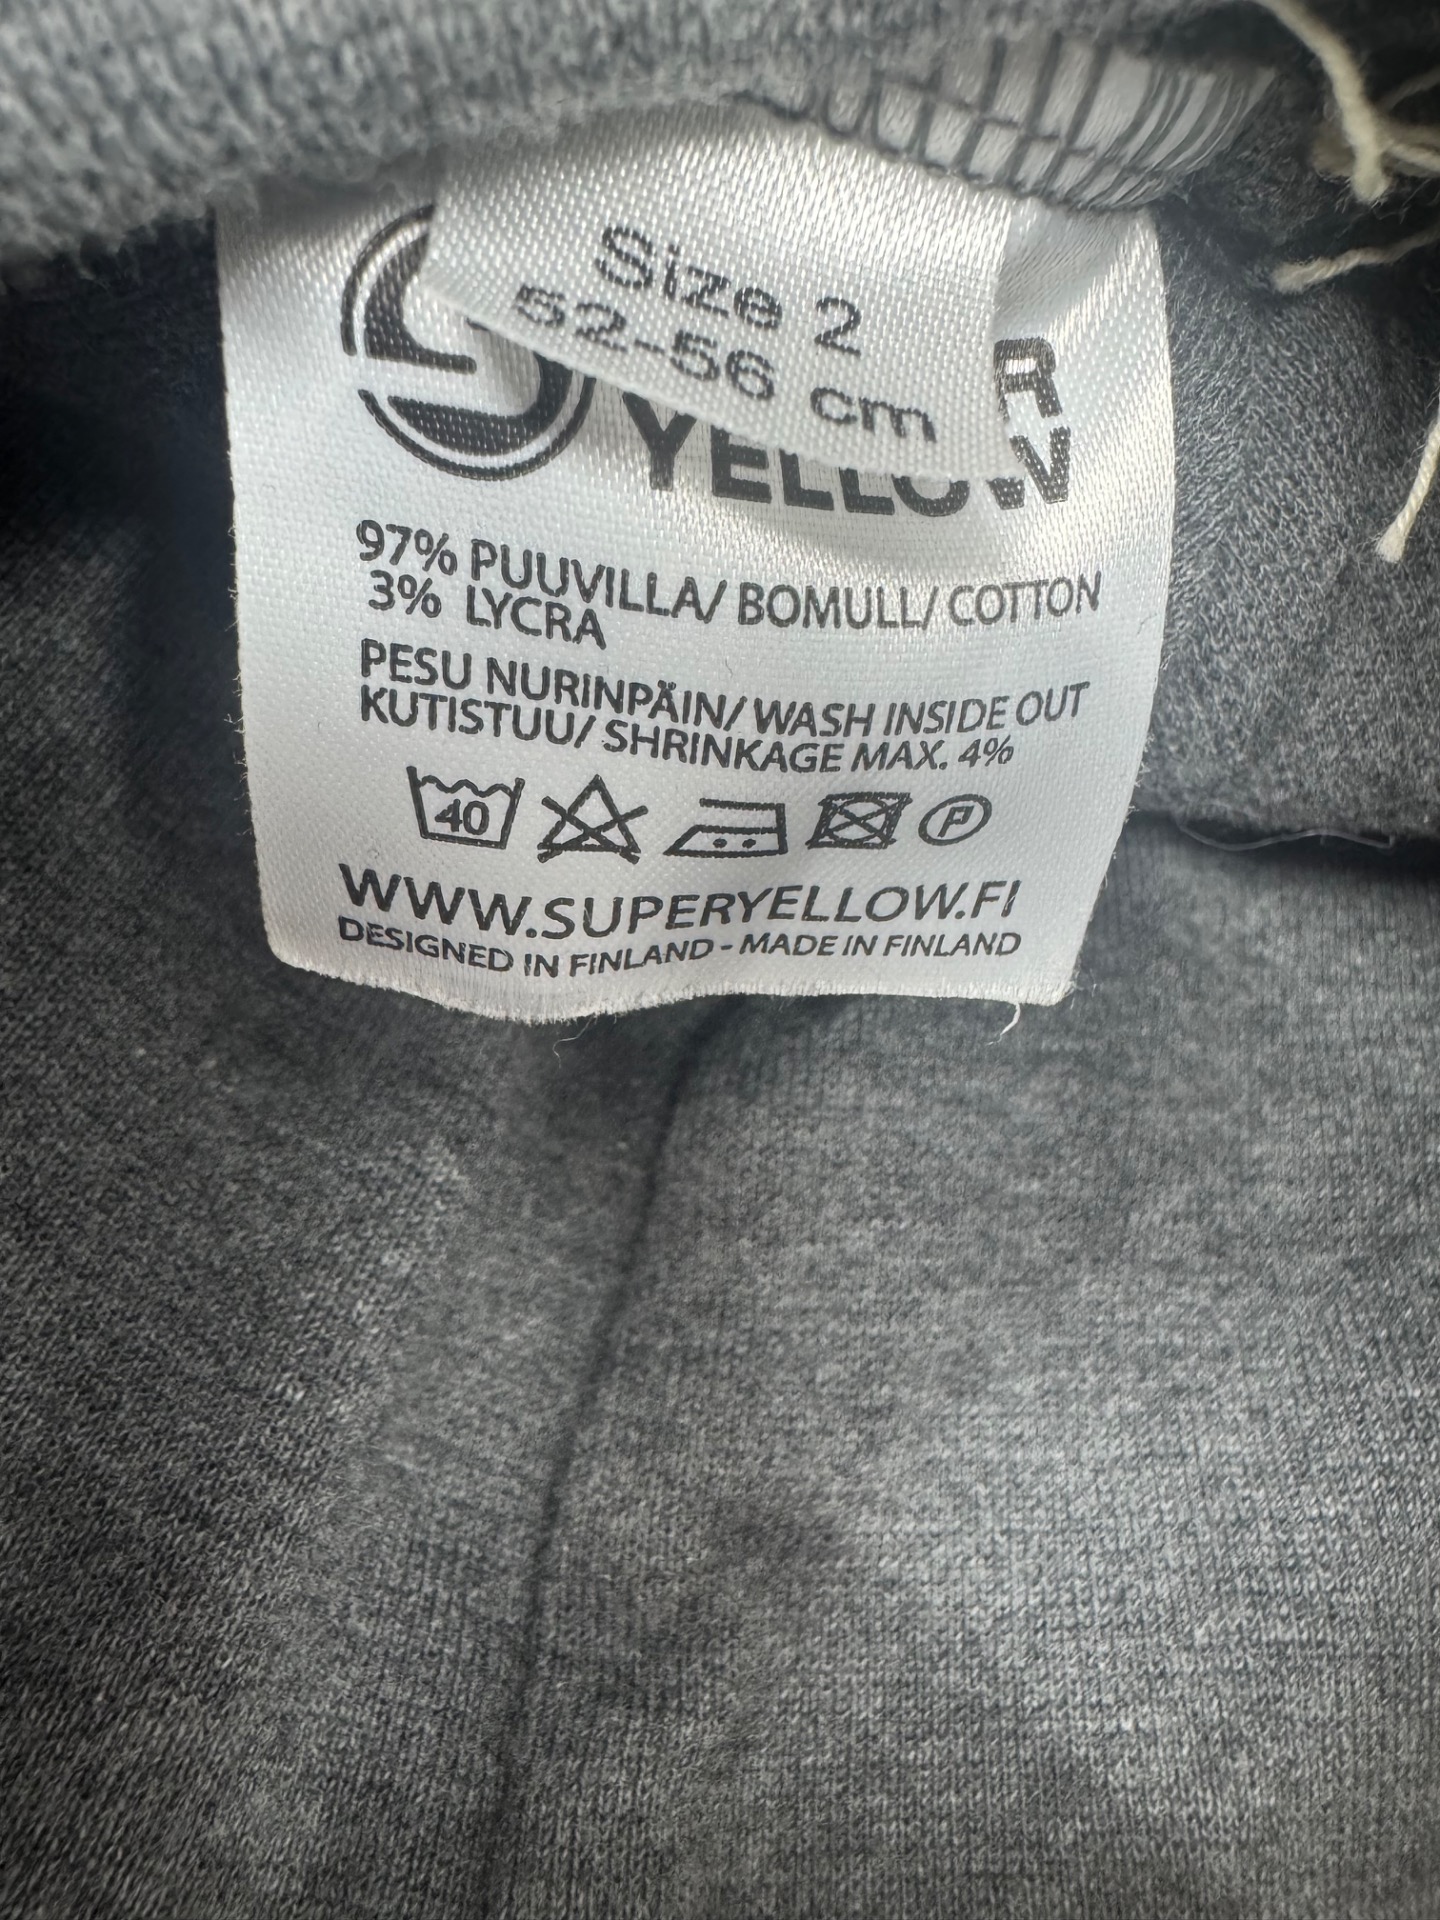 Size 2
52-56 cm
YELLOW
97% PUUVILLA/ BOMULL/ COTTON
3% LYCRA
PESU NURINPÄIN/ WASH INSIDE OUT
KUTISTUU/ SHRINKAGE MAX. 4%
40
P
WWW.SUPERYELLOW.FI
DESIGNED IN FINLAND - MADE IN FINLAND